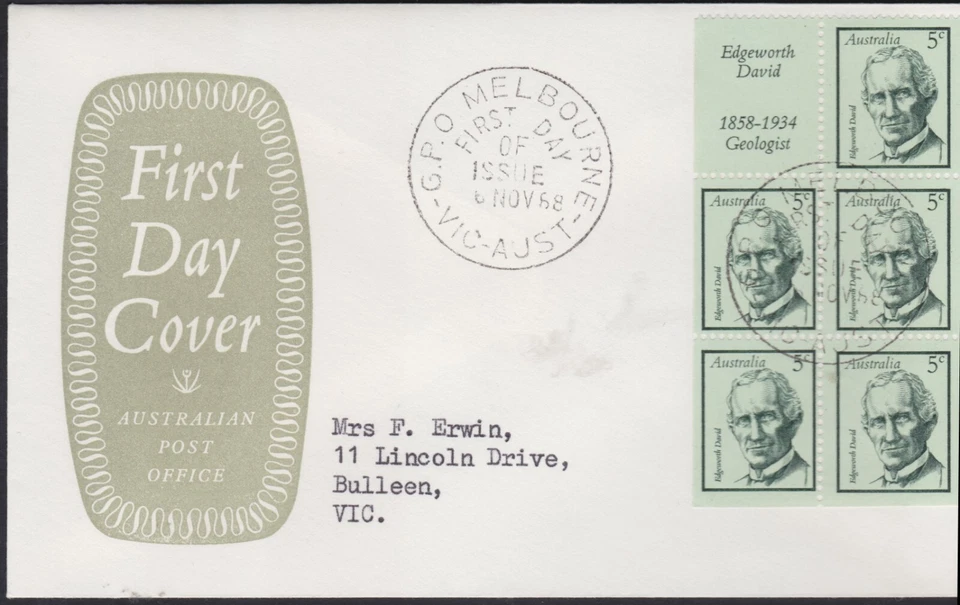 First
Day
Cover
AUSTRALIAN
POST
OFFICE
G.P.O MELBOURNE
FIRST DAY
OF
ISSUE
6 NOV 68
-VIC-AUST-
Edgeworth
David
1858-1934
Geologist
Australia 5c
Edgeworth David
Australia 5c
Edgeworth David
Australia 5c
Edgeworth David
Australia 5c
Edgeworth David
Australia 5c
Edgeworth David
Mrs F. Erwin,
11 Lincoln Drive,
Bulleen,
VIC.